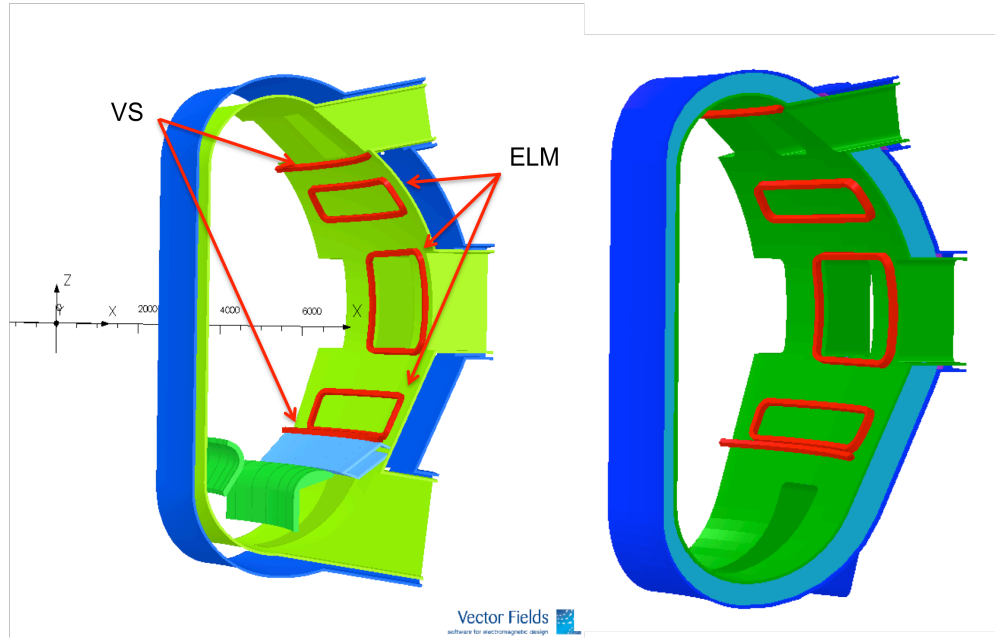 VS
ELM
Z
Y
X
2000
4000
6000
X
Vector Fields
software for electromagnetic design